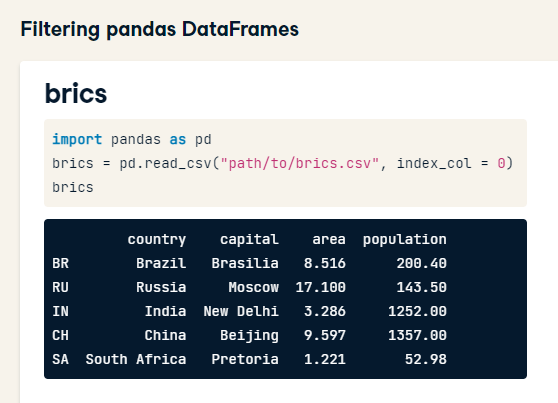 Filtering pandas DataFrames
brics
import pandas as pd
brics = pd.read_csv("path/to/brics.csv", index_col = 0)
brics
country capital area population
BR Brazil Brasilia 8.516 200.40
RU Russia Moscow 17.100 143.50
IN India New Delhi 3.286 1252.00
CH China Beijing 9.597 1357.00
SA South Africa Pretoria 1.221 52.98